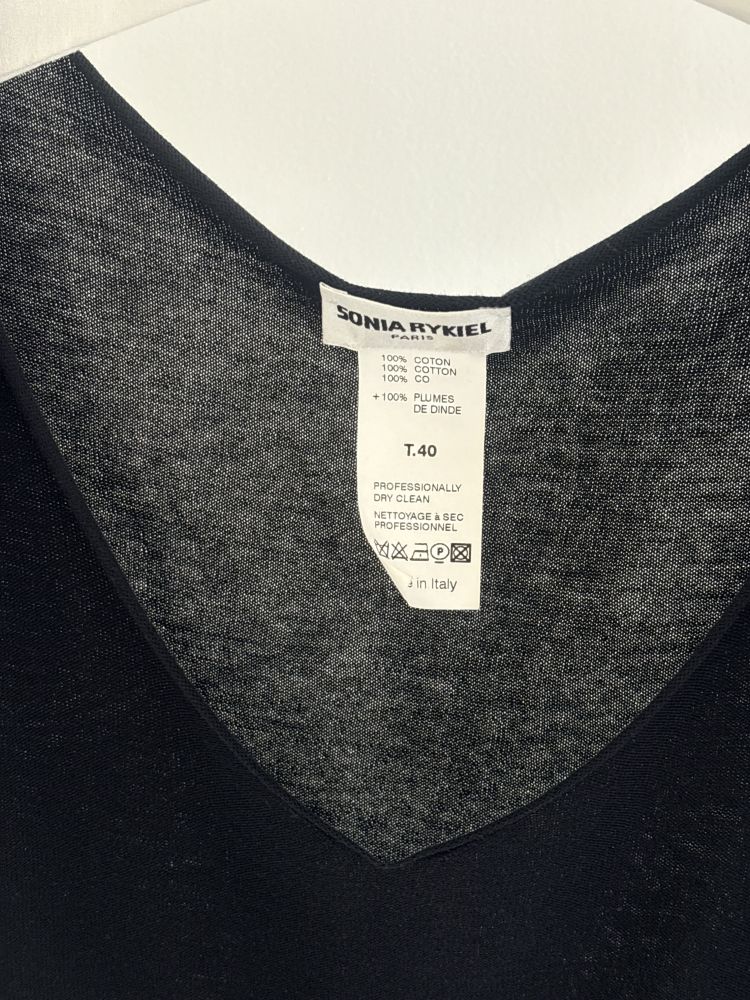 SONIA RYKIEL
PARIS
100% COTON
100% COTTON
100% CO
+100% PLUMES
DE DINDE
T.40
PROFESSIONALLY
DRY CLEAN
NETTOYAGE à SEC
PROFESSIONNEL
P
in Italy